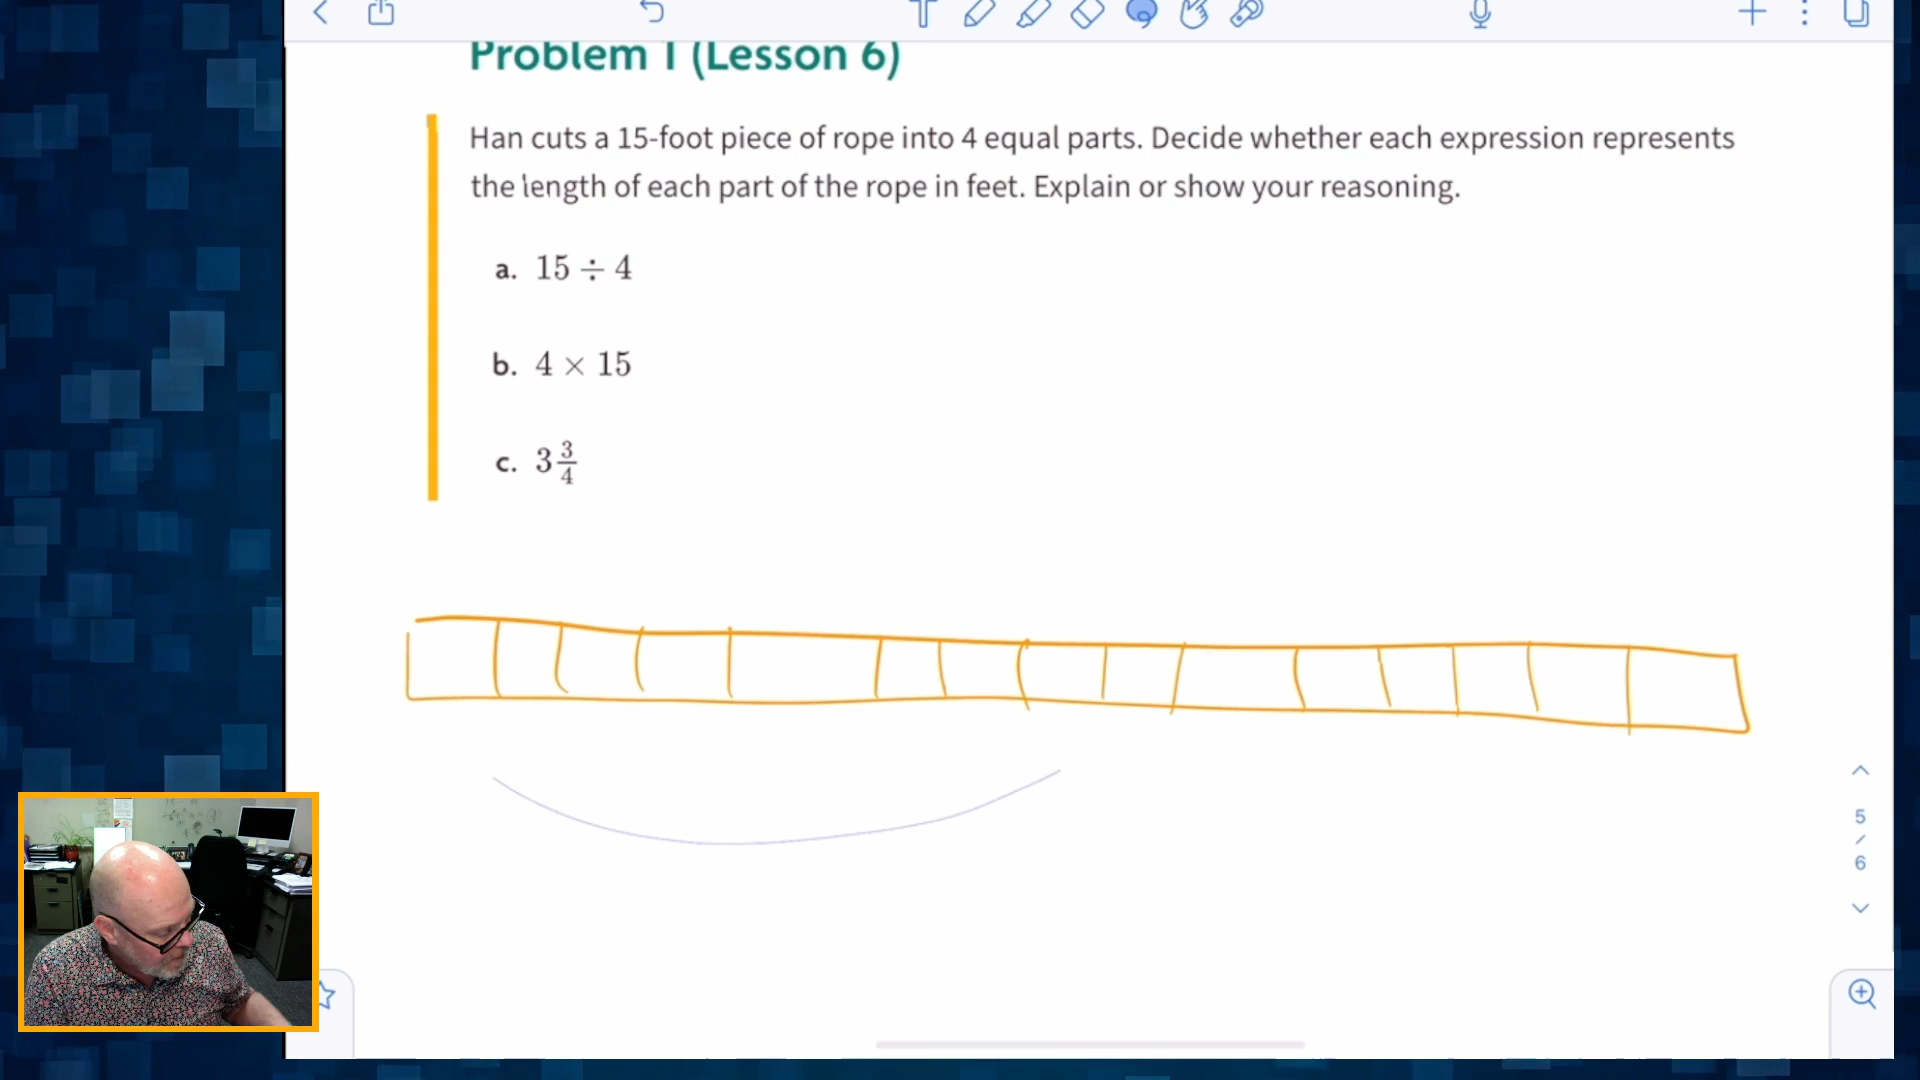 Problem 1 (Lesson 6)
Han cuts a 15-foot piece of rope into 4 equal parts. Decide whether each expression represents
the length of each part of the rope in feet. Explain or show your reasoning.
a. 15 ÷ 4
b. 4 × 15
c. 3 3/4
5
/
6